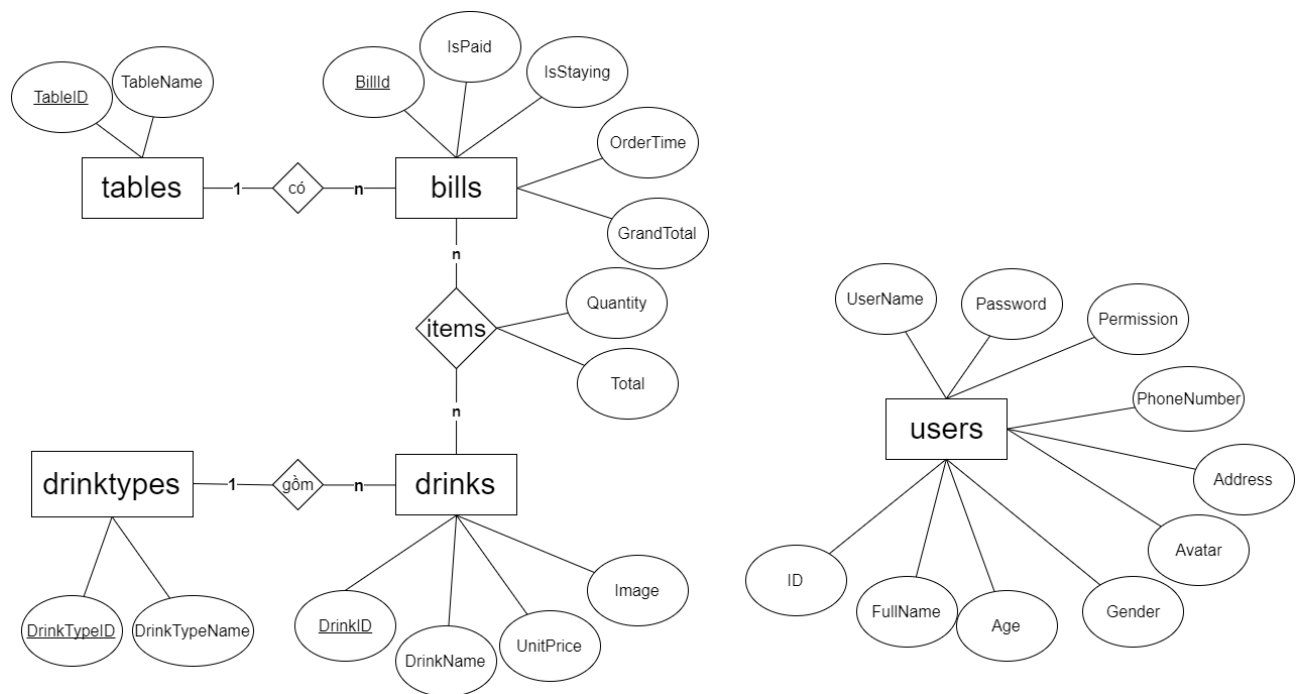 IsPaid
BillId
IsStaying
TableName
TableID
OrderTime
tables
1
có
n
bills
GrandTotal
n
Quantity
items
Total
n
drinktypes
1
gồm
n
drinks
Image
DrinkTypeID
DrinkTypeName
DrinkID
DrinkName
UnitPrice
UserName
Password
Permission
PhoneNumber
users
Address
Avatar
ID
FullName
Age
Gender